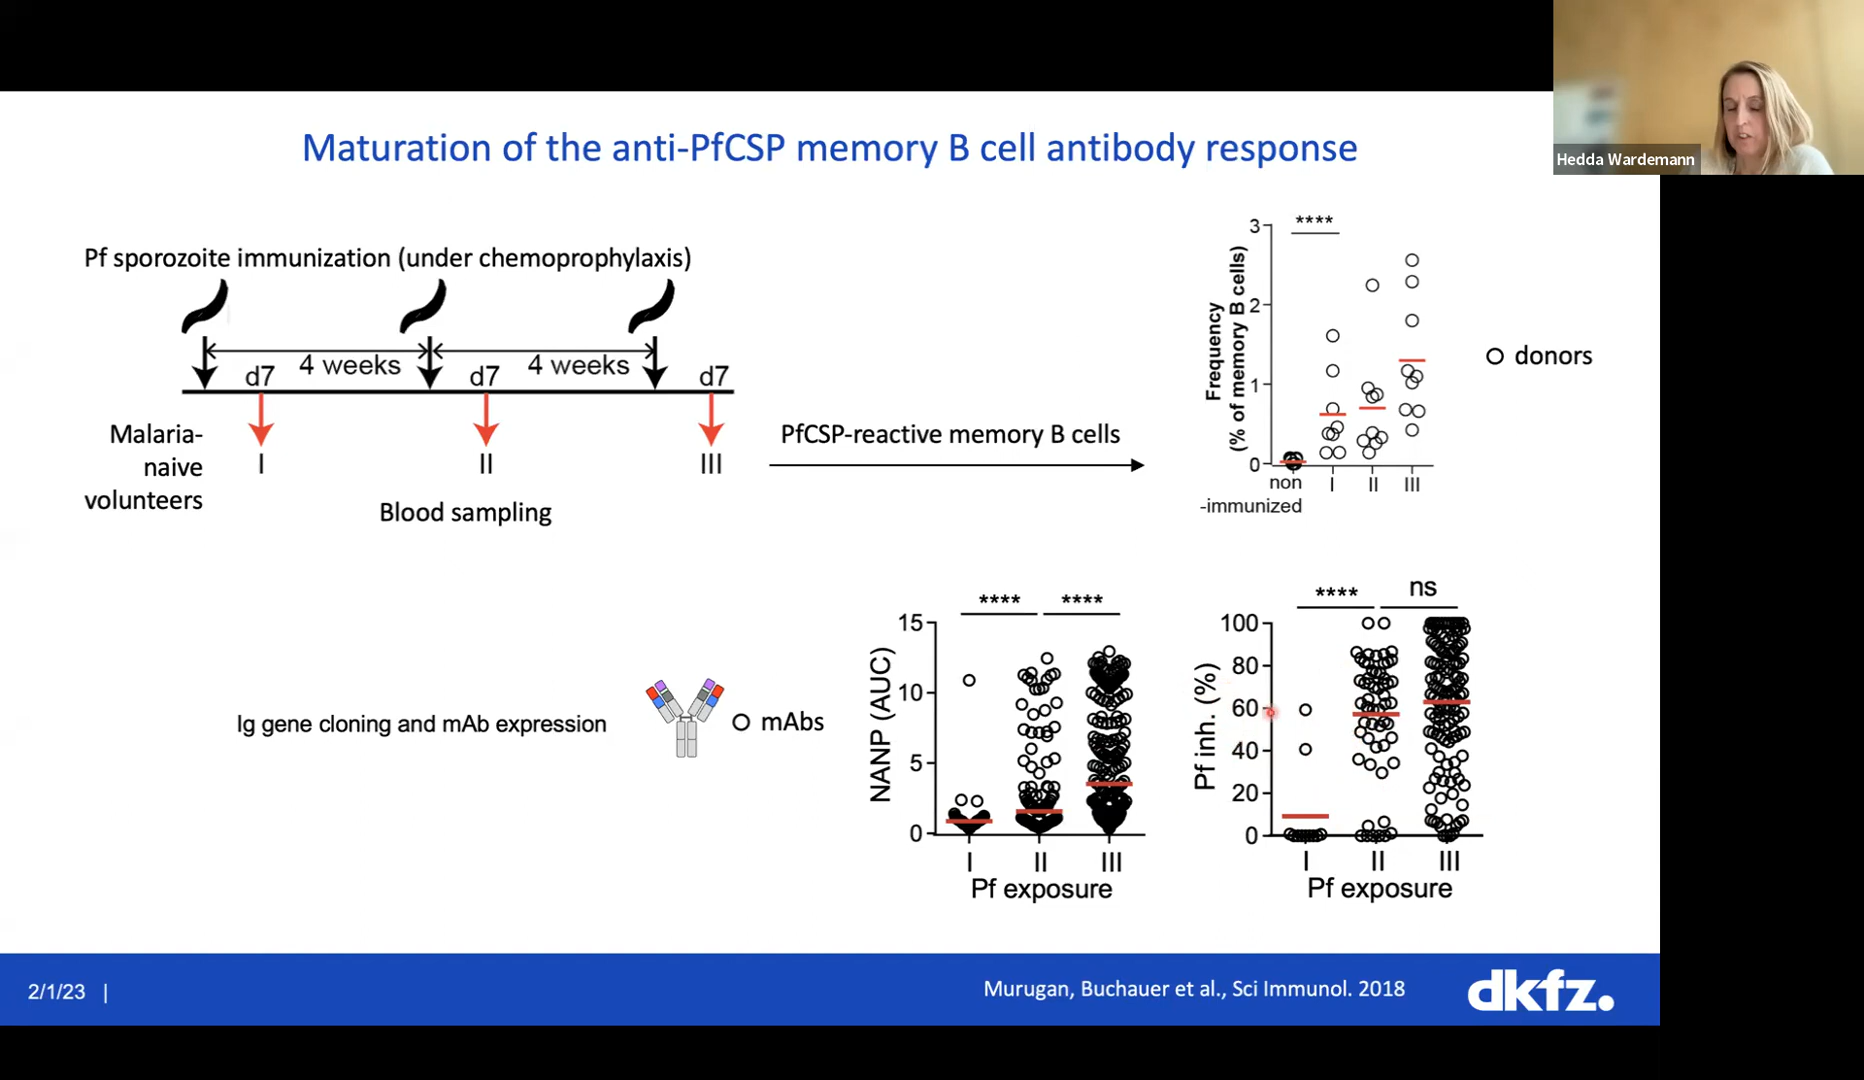 Hedda Wardemann
Maturation of the anti-PfCSP memory B cell antibody response
Pf sporozoite immunization (under chemoprophylaxis)
4 weeks
4 weeks
d7
d7
d7
Malaria-
naive
volunteers
I
II
III
Blood sampling
PfCSP-reactive memory B cells
Frequency
(% of memory B cells)
3
2
1
0
****
non
-immunized
I
II
III
donors
Ig gene cloning and mAb expression
mAbs
NANP (AUC)
15
10
5
0
****
****
I
II
III
Pf exposure
Pf inh. (%)
100
80
60
40
20
0
****
ns
I
II
III
Pf exposure
2/1/23 |
Murugan, Buchauer et al., Sci Immunol. 2018
dkfz.